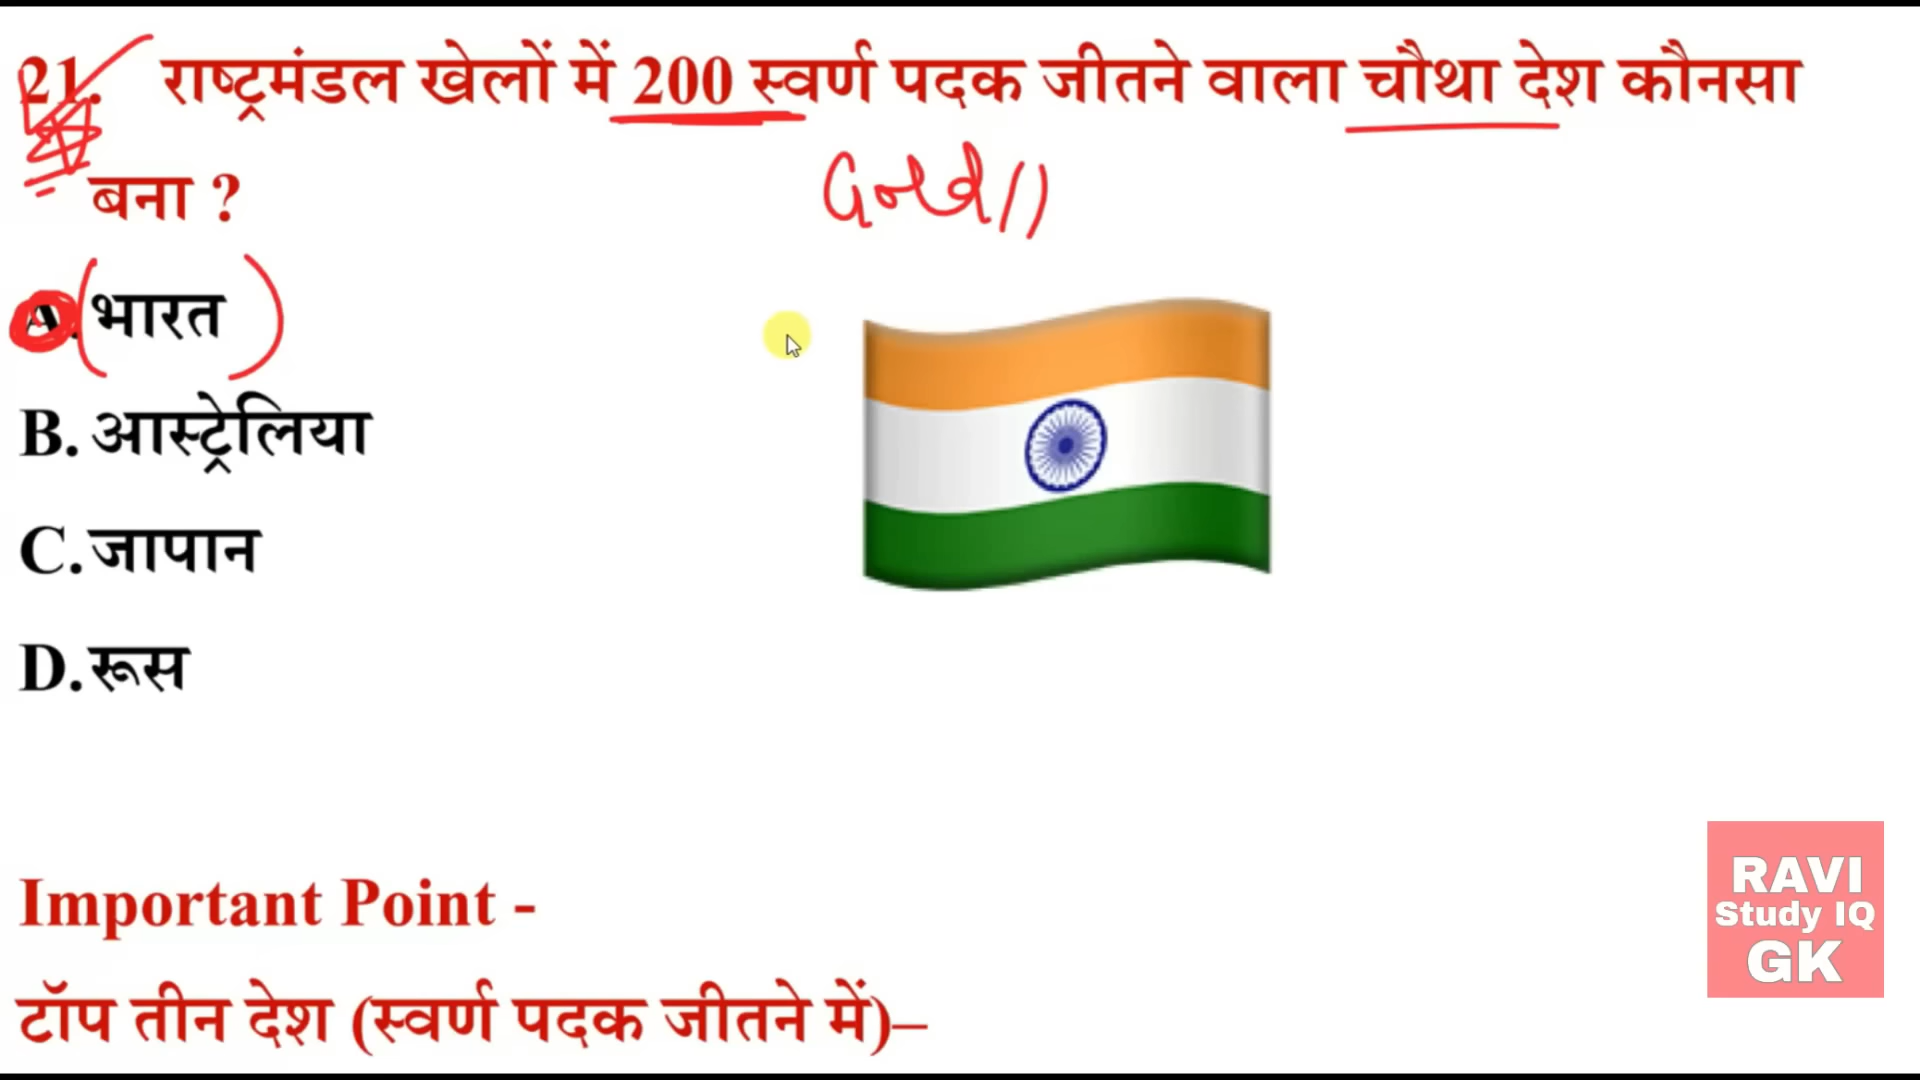 21. राष्ट्रमंडल खेलों में 200 स्वर्ण पदक जीतने वाला चौथा देश कौनसा
बना ?
Gold
A. भारत
B. आस्ट्रेलिया
C. जापान
D. रूस
Important Point -
टॉप तीन देश (स्वर्ण पदक जीतने में)–
RAVI
Study IQ
GK